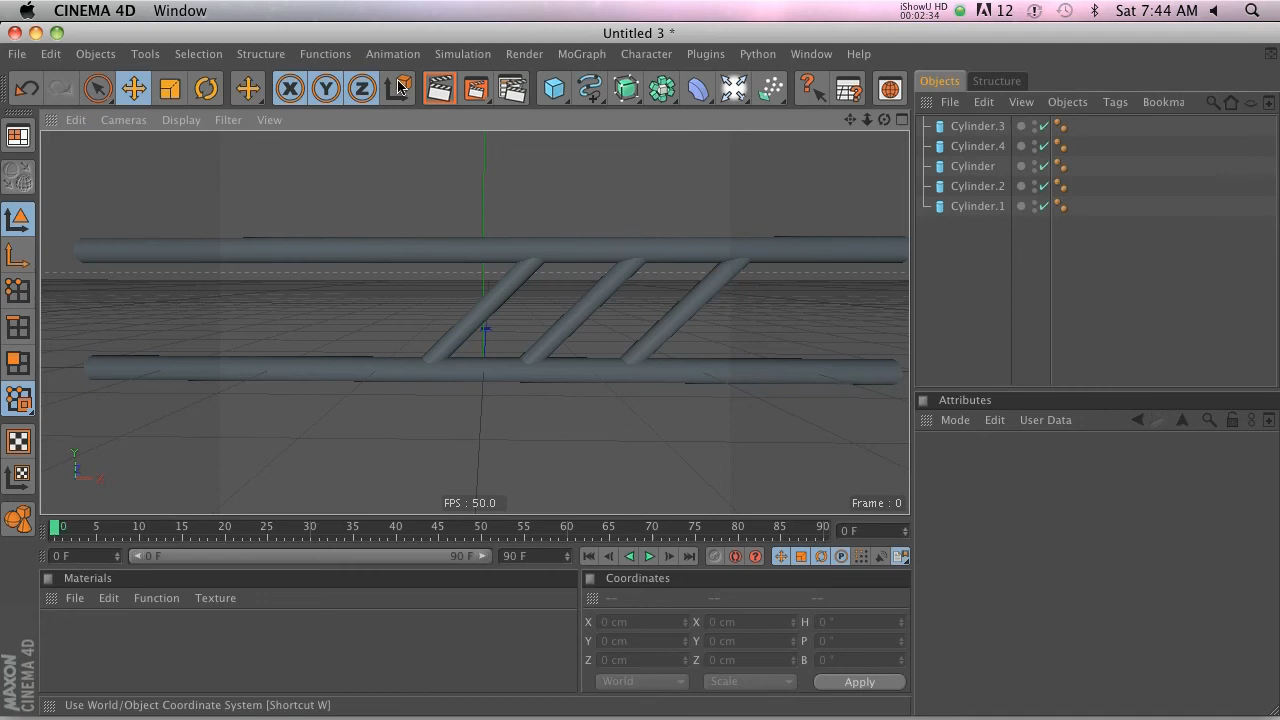 CINEMA 4D Window
iShowU HD
00:02:34
12
Sat 7:44 AM
Untitled 3 *
File Edit Objects Tools Selection Structure Functions Animation Simulation Render MoGraph Character Plugins Python Window Help
X Y Z
Objects Structure
File Edit View Objects Tags Bookma
Edit Cameras Display Filter View
Cylinder.3
Cylinder.4
Cylinder
Cylinder.2
Cylinder.1
Attributes
Mode Edit User Data
Y
X
FPS : 50.0
Frame : 0
0 5 10 15 20 25 30 35 40 45 50 55 60 65 70 75 80 85 90
0 F
0 F
0 F
90 F
90 F
P
Materials
File Edit Function Texture
Coordinates
-- -- --
X 0 cm X 0 cm H 0 °
Y 0 cm Y 0 cm P 0 °
Z 0 cm Z 0 cm B 0 °
World Scale Apply
MAXON
CINEMA 4D
Use World/Object Coordinate System [Shortcut W]